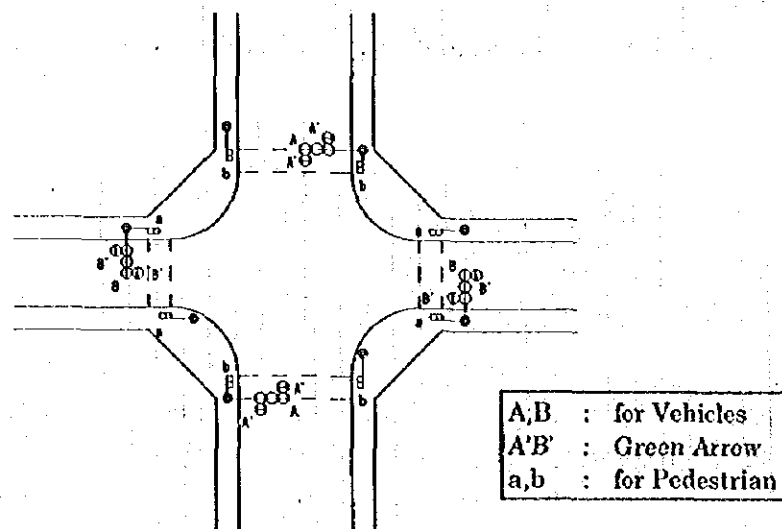 A A'
A'
b b
a a
B' B B'
B B' B' a
a
b A' b
A' A
A,B : for Vehicles
A'B' : Green Arrow
a,b : for Pedestrian